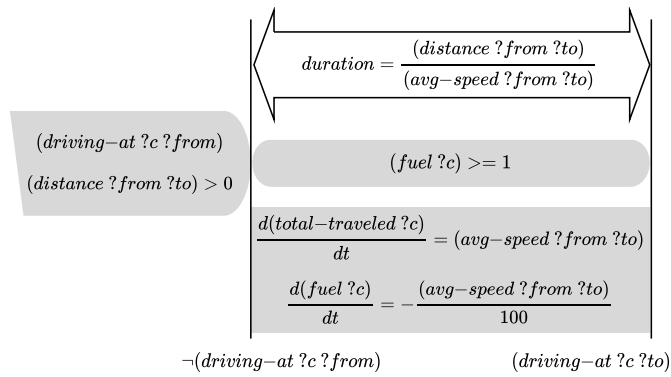 duration = (distance ?from ?to) / (avg−speed ?from ?to)
(driving−at ?c ?from)
(distance ?from ?to) > 0
(fuel ?c) >= 1
d(total−traveled ?c) / dt = (avg−speed ?from ?to)
d(fuel ?c) / dt = − (avg−speed ?from ?to) / 100
¬(driving−at ?c ?from)
(driving−at ?c ?to)